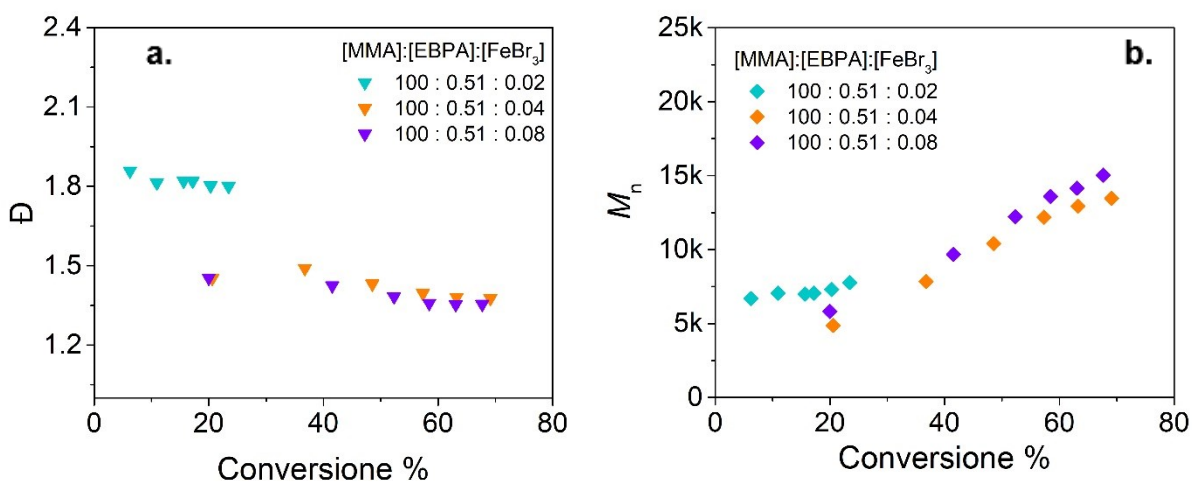 a.
[MMA]:[EBPA]:[FeBr₃]
100 : 0.51 : 0.02
100 : 0.51 : 0.04
100 : 0.51 : 0.08
2.4
2.1
1.8
1.5
1.2
Đ
0 20 40 60 80
Conversione %
b.
[MMA]:[EBPA]:[FeBr₃]
100 : 0.51 : 0.02
100 : 0.51 : 0.04
100 : 0.51 : 0.08
25k
20k
15k
10k
5k
0
Mₙ
0 20 40 60 80
Conversione %